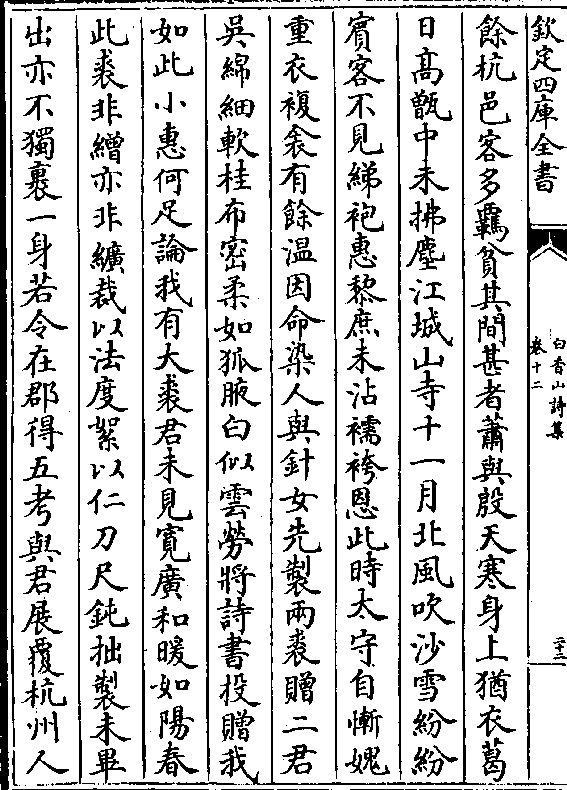 欽定四庫全書
白香山詩集
卷十二
二十二
餘杭邑客多羈貧其間甚者蕭與殷天寒身上猶衣葛
日高甑中未拂塵江城山寺十一月北風吹沙雪紛紛
賓客不見綈袍惠黎庶未沾襦袴恩此時太守自慚媿
重衣複衾有餘温因命染人與針女先製兩裘贈二君
吳綿細軟桂布密柔如狐腋白似雲勞將詩書投贈我
如此小惠何足論我有大裘君未見寛廣和暖如陽春
此裘非繒亦非纊裁以法度絮以仁刀尺鈍拙製未畢
出亦不獨裹一身若令在郡得五考與君展覆杭州人